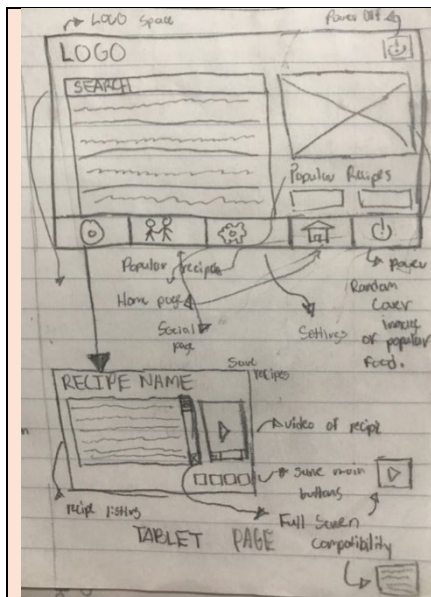 LOGO Space
Power Off
LOGO
SEARCH
Popular Recipes
Popular recipes
Power
Home page
Social
page
Settings
Random
Cover
image
of popular
Food.
Save
recipes
RECIPE NAME
video of recipe
same main
buttons
recipe listing
Full Screen
compatibility
TABLET PAGE